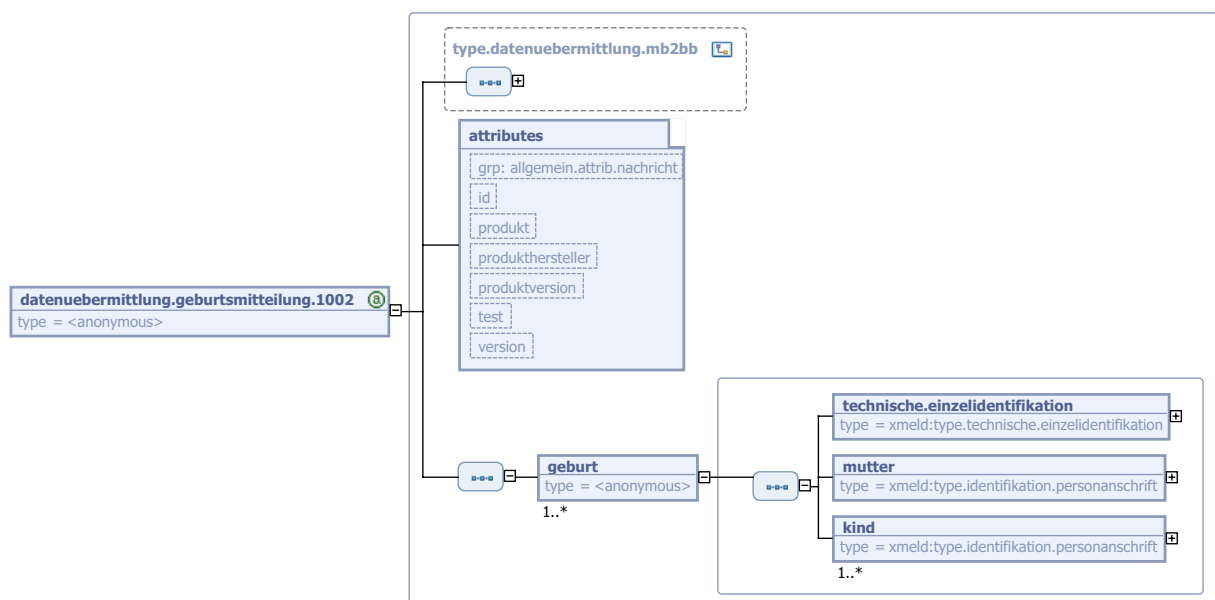 type.datenuebermittlung.mb2bb
attributes
grp: allgemein.attrib.nachricht
id
produkt
produkthersteller
produktversion
test
version
datenuebermittlung.geburtsmitteilung.1002
type = <anonymous>
geburt
type = <anonymous>
1..*
technische.einzelidentifikation
type = xmeld:type.technische.einzelidentifikation
mutter
type = xmeld:type.identifikation.personanschrift
kind
type = xmeld:type.identifikation.personanschrift
1..*